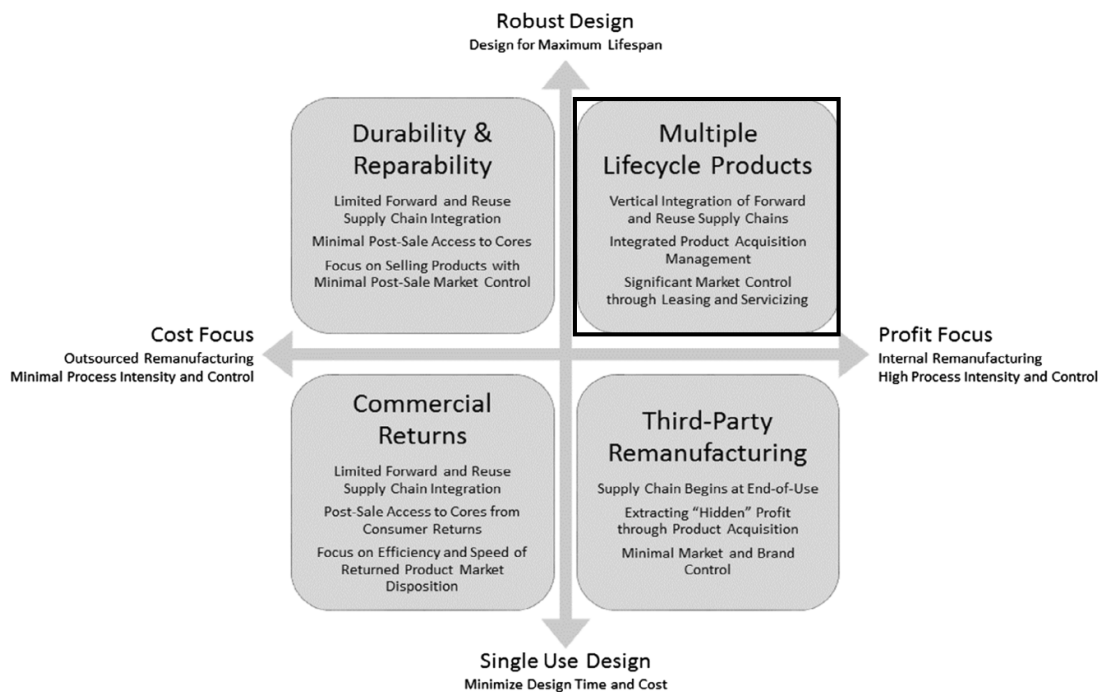 Robust Design
Design for Maximum Lifespan
Durability &
Reparability
Limited Forward and Reuse
Supply Chain Integration
Minimal Post-Sale Access to Cores
Focus on Selling Products with
Minimal Post-Sale Market Control
Multiple
Lifecycle Products
Vertical Integration of Forward
and Reuse Supply Chains
Integrated Product Acquisition
Management
Significant Market Control
through Leasing and Servicizing
Cost Focus
Outsourced Remanufacturing
Minimal Process Intensity and Control
Profit Focus
Internal Remanufacturing
High Process Intensity and Control
Commercial
Returns
Limited Forward and Reuse
Supply Chain Integration
Post-Sale Access to Cores from
Consumer Returns
Focus on Efficiency and Speed of
Returned Product Market
Disposition
Third-Party
Remanufacturing
Supply Chain Begins at End-of-Use
Extracting “Hidden” Profit
through Product Acquisition
Minimal Market and Brand
Control
Single Use Design
Minimize Design Time and Cost